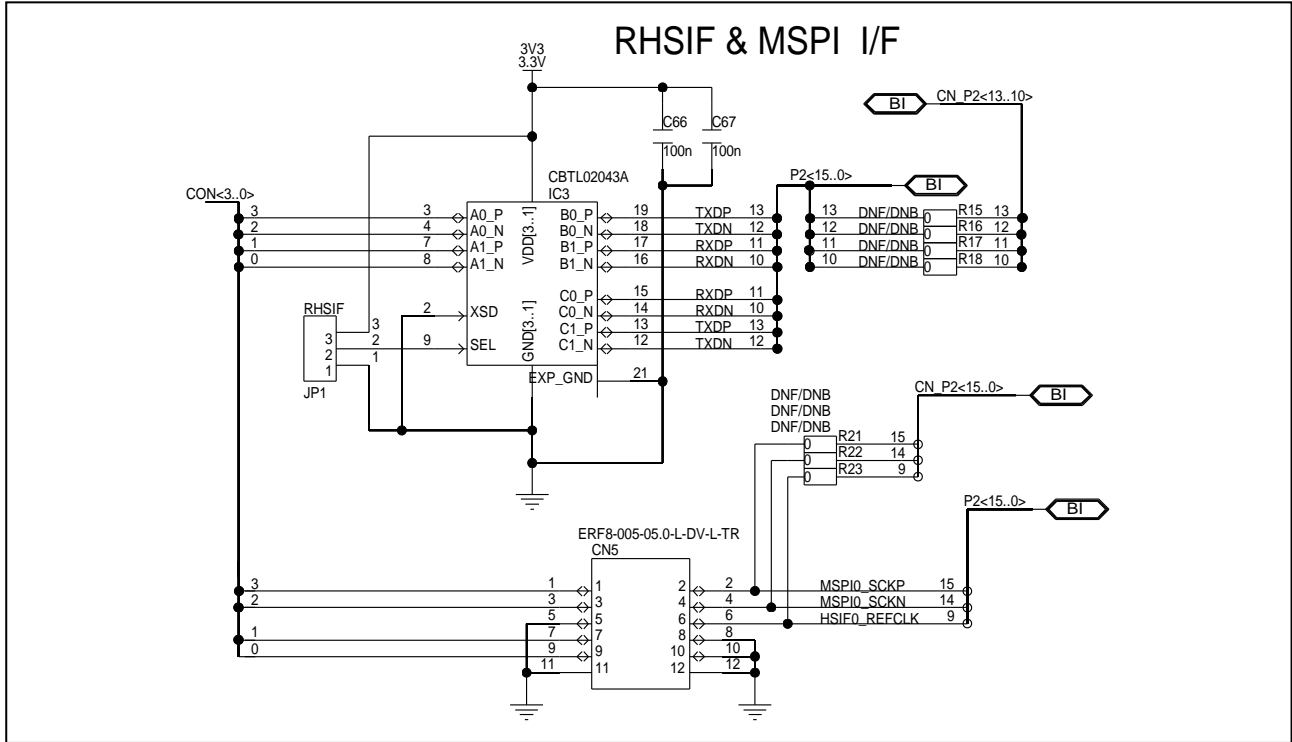 RHSIF & MSPI I/F
3V3
3.3V
BI
CN_P2<13..10>
C66
100n
C67
100n
CBTL02043A
IC3
P2<15..0>
BI
CON<3..0>
3 3 A0_P B0_P 19 TXDP 13
2 4 A0_N B0_N 18 TXDN 12
1 7 A1_P B1_P 17 RXDP 11
0 8 A1_N B1_N 16 RXDN 10
VDD[3..1]
13 DNF/DNB 0 R15 13
12 DNF/DNB 0 R16 12
11 DNF/DNB 0 R17 11
10 DNF/DNB 0 R18 10
C0_P 15 RXDP 11
2 XSD C0_N 14 RXDN 10
C1_P 13 TXDP 13
9 SEL C1_N 12 TXDN 12
GND[3..1]
EXP_GND 21
RHSIF
3 3
2 2
1 1
JP1
DNF/DNB
DNF/DNB
DNF/DNB
CN_P2<15..0>
BI
0 R21 15
0 R22 14
0 R23 9
P2<15..0>
BI
ERF8-005-05.0-L-DV-L-TR
CN5
3 1 1 2 2 MSPI0_SCKP 15
2 3 3 4 4 MSPI0_SCKN 14
5 5 6 6 HSIF0_REFCLK 9
1 7 7 8 8
0 9 9 10 10
11 11 12 12